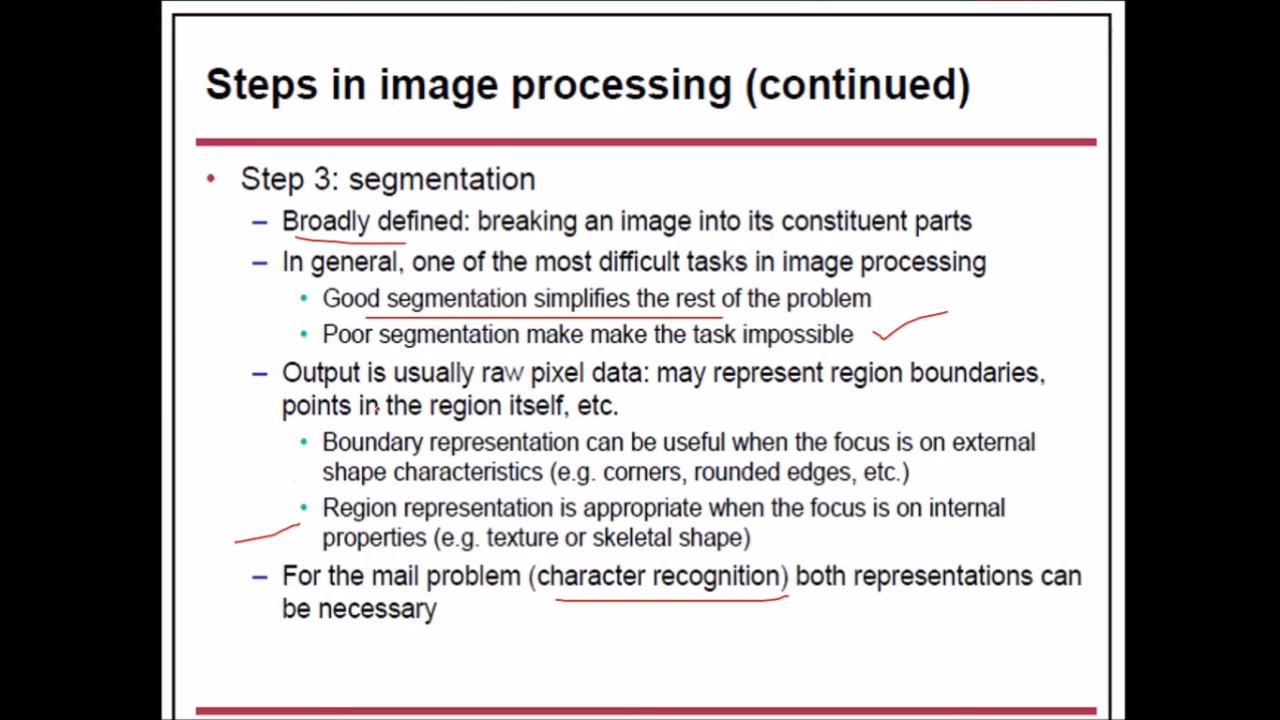 Steps in image processing (continued)
• Step 3: segmentation
– Broadly defined: breaking an image into its constituent parts
– In general, one of the most difficult tasks in image processing
• Good segmentation simplifies the rest of the problem
• Poor segmentation make make the task impossible
– Output is usually raw pixel data: may represent region boundaries,
points in the region itself, etc.
• Boundary representation can be useful when the focus is on external
shape characteristics (e.g. corners, rounded edges, etc.)
• Region representation is appropriate when the focus is on internal
properties (e.g. texture or skeletal shape)
– For the mail problem (character recognition) both representations can
be necessary